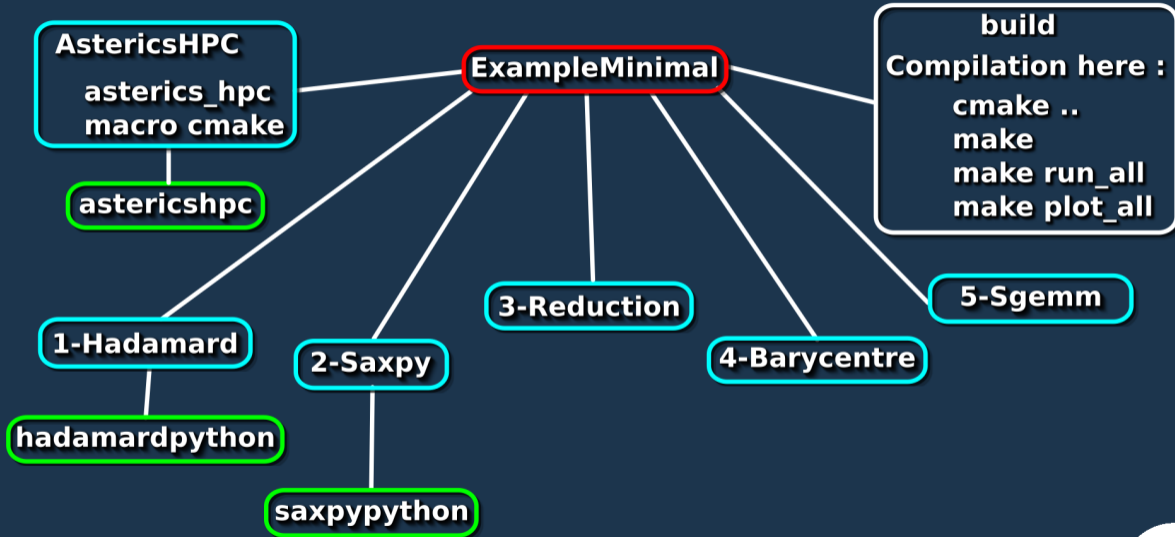 AstericsHPC
asterics_hpc
macro cmake
astericshpc
ExampleMinimal
build
Compilation here :
cmake ..
make
make run_all
make plot_all
1-Hadamard
hadamardpython
2-Saxpy
saxpypython
3-Reduction
4-Barycentre
5-Sgemm